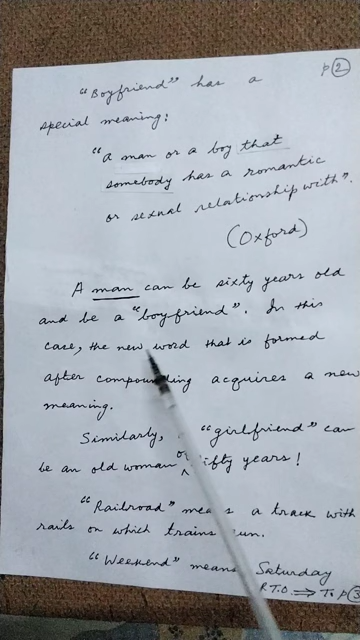 p②
"Boyfriend" has a
special meaning:
"a man or a boy that
somebody has a romantic
or sexual relationship with".
(Oxford)
A man can be sixty years old
and be a "boyfriend". In this
case, the new word that is formed
after compounding acquires a new
meaning.
Similarly, "girlfriend" can
be an old woman of fifty years!
"Railroad" means a track with
rails on which trains run.
"Weekend" means Saturday
P.T.O. ⇒ To p③